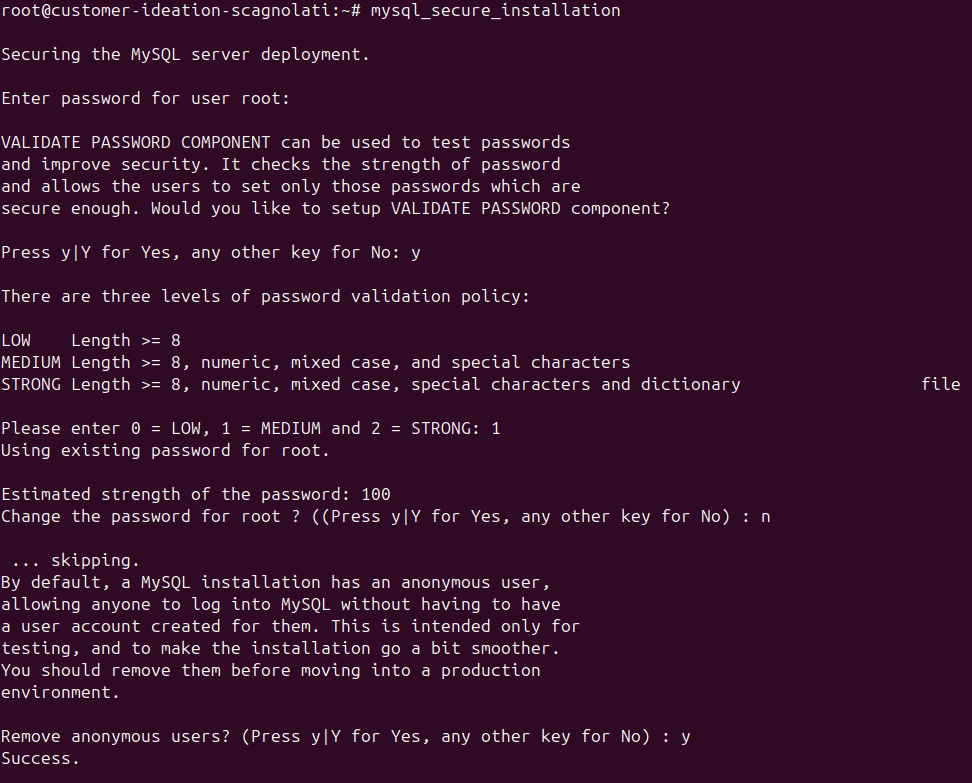 root@customer-ideation-scagnolati:~# mysql_secure_installation
Securing the MySQL server deployment.
Enter password for user root:
VALIDATE PASSWORD COMPONENT can be used to test passwords
and improve security. It checks the strength of password
and allows the users to set only those passwords which are
secure enough. Would you like to setup VALIDATE PASSWORD component?
Press y|Y for Yes, any other key for No: y
There are three levels of password validation policy:
LOW    Length >= 8
MEDIUM Length >= 8, numeric, mixed case, and special characters
STRONG Length >= 8, numeric, mixed case, special characters and dictionary                  file
Please enter 0 = LOW, 1 = MEDIUM and 2 = STRONG: 1
Using existing password for root.
Estimated strength of the password: 100
Change the password for root ? ((Press y|Y for Yes, any other key for No) : n
 ... skipping.
By default, a MySQL installation has an anonymous user,
allowing anyone to log into MySQL without having to have
a user account created for them. This is intended only for
testing, and to make the installation go a bit smoother.
You should remove them before moving into a production
environment.
Remove anonymous users? (Press y|Y for Yes, any other key for No) : y
Success.